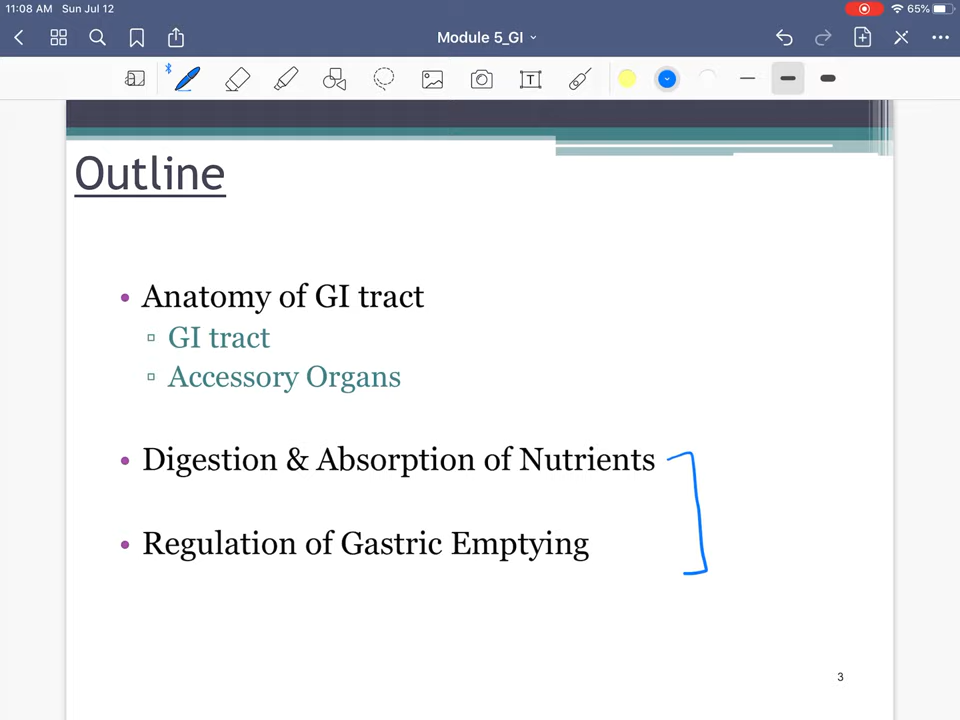 11:08 AM Sun Jul 12
65%
Module 5_GI
a
T
Outline
• Anatomy of GI tract
▫ GI tract
▫ Accessory Organs
• Digestion & Absorption of Nutrients
• Regulation of Gastric Emptying
3